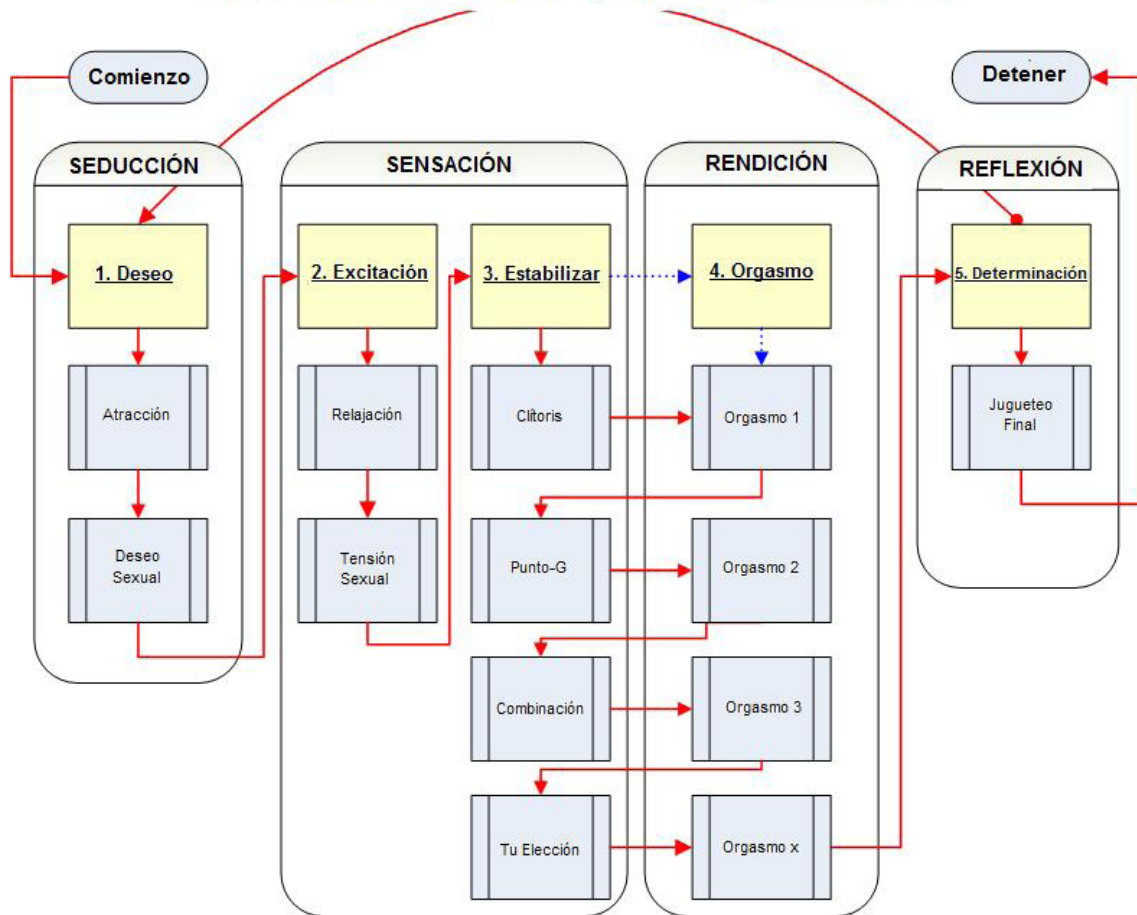 Comienzo
Detener
SEDUCCIÓN
SENSACIÓN
RENDICIÓN
REFLEXIÓN
1. Deseo
2. Excitación
3. Estabilizar
4. Orgasmo
5. Determinación
Atracción
Relajación
Clítoris
Orgasmo 1
Jugueteo
Final
Deseo
Sexual
Tensión
Sexual
Punto-G
Orgasmo 2
Combinación
Orgasmo 3
Tu Elección
Orgasmo x